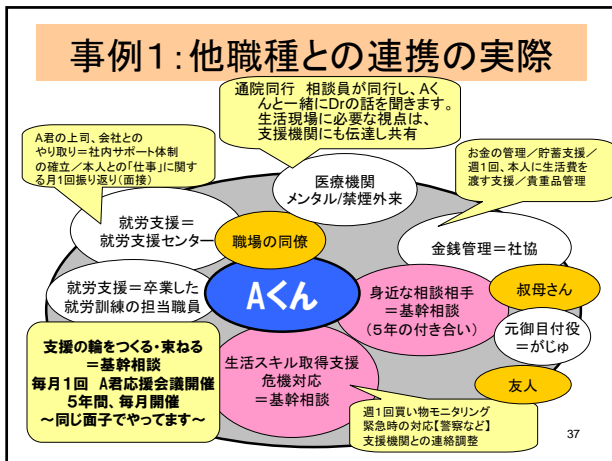 事例1:他職種との連携の実際
通院同行 相談員が同行し、Aく
んと一緒にDrの話を聞きます。
生活現場に必要な視点は、
支援機関にも伝達し共有
A君の上司、会社との
やり取り=社内サポート体制
の確立/本人との「仕事」に関す
る月1回振り返り(面接)
お金の管理/貯蓄支援/
週1回、本人に生活費を
渡す支援/貴重品管理
医療機関
メンタル/禁煙外来
就労支援=
就労支援センター
職場の同僚
金銭管理=社協
就労支援=卒業した
就労訓練の担当職員
Aくん
身近な相談相手
=基幹相談
(5年の付き合い)
叔母さん
元御目付役
=がじゅ
友人
支援の輪をつくる・束ねる
=基幹相談
毎月1回 A君応援会議開催
5年間、毎月開催
~同じ面子でやってます~
生活スキル取得支援
危機対応
=基幹相談
週1回買い物モニタリング
緊急時の対応【警察など】
支援機関との連絡調整
37